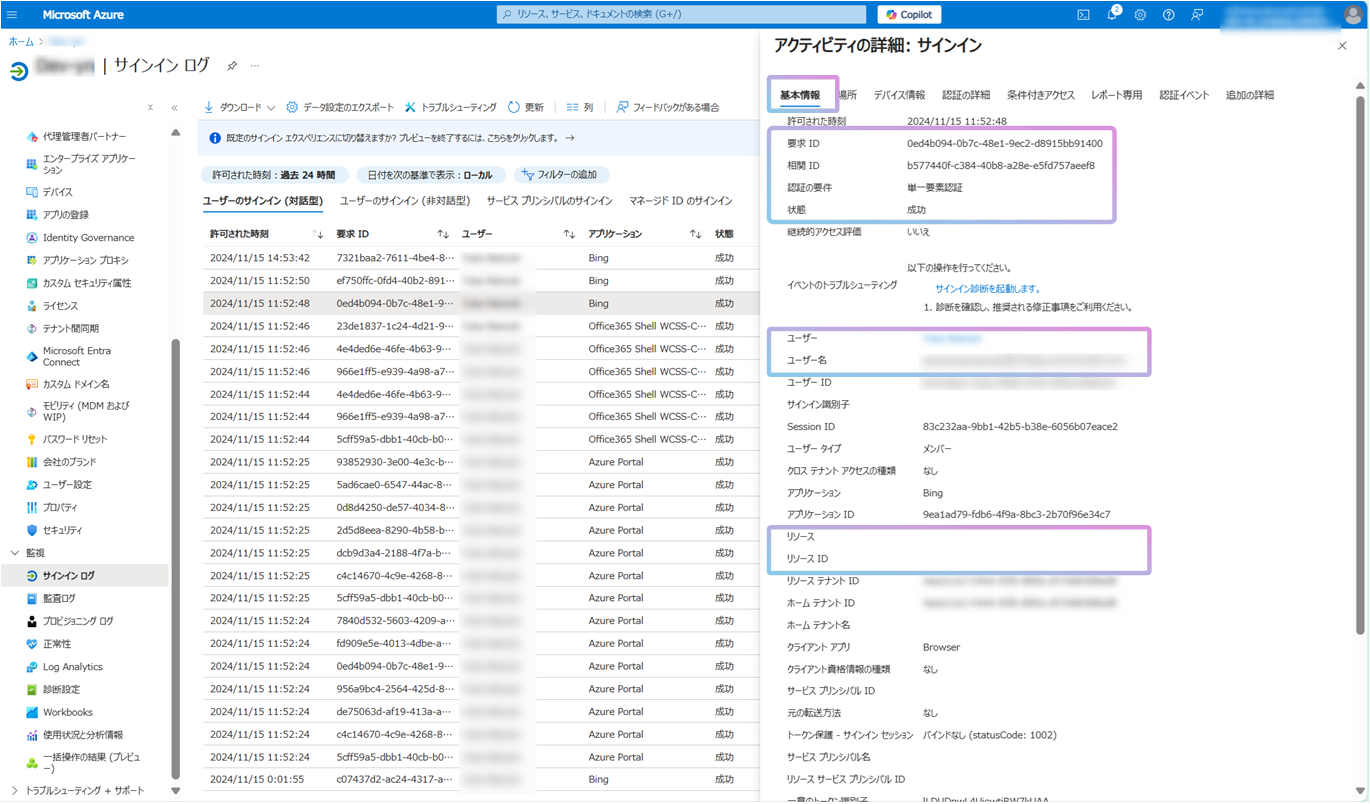 Microsoft Azure
リソース、サービス、ドキュメントの検索 (G+/)
Copilot
2
ホーム
| サインイン ログ
ダウンロード
データ設定のエクスポート
トラブルシューティング
更新
列
フィードバックがある場合
既定のサインイン エクスペリエンスに切り替えますか? プレビューを終了するには、こちらをクリックします。 →
許可された時刻 : 過去 24 時間
日付を次の基準で表示 : ローカル
フィルターの追加
ユーザーのサインイン (対話型)
ユーザーのサインイン (非対話型)
サービス プリンシパルのサインイン
マネージド ID のサインイン
代理管理者パートナー
エンタープライズ アプリケー
ション
デバイス
アプリの登録
Identity Governance
アプリケーション プロキシ
カスタム セキュリティ属性
ライセンス
テナント間同期
Microsoft Entra
Connect
カスタム ドメイン名
モビリティ (MDM および
WIP)
パスワード リセット
会社のブランド
ユーザー設定
プロパティ
セキュリティ
監視
サインイン ログ
監査ログ
プロビジョニング ログ
正常性
Log Analytics
診断設定
Workbooks
使用状況と分析情報
一括操作の結果 (プレビュ
ー)
トラブルシューティング + サポート
許可された時刻 要求 ID ユーザー アプリケーション 状態
2024/11/15 14:53:42 7321baa2-7611-4be4-8··· Bing 成功
2024/11/15 11:52:50 ef750ffc-0fd4-40b2-891··· Bing 成功
2024/11/15 11:52:48 0ed4b094-0b7c-48e1-9··· Bing 成功
2024/11/15 11:52:46 23de1837-1c24-4d21-9··· Office365 Shell WCSS-C··· 成功
2024/11/15 11:52:46 4e4ded6e-46fe-4b63-9··· Office365 Shell WCSS-C··· 成功
2024/11/15 11:52:46 966e1ff5-e939-4a98-a7··· Office365 Shell WCSS-C··· 成功
2024/11/15 11:52:44 4e4ded6e-46fe-4b63-9··· Office365 Shell WCSS-C··· 成功
2024/11/15 11:52:44 966e1ff5-e939-4a98-a7··· Office365 Shell WCSS-C··· 成功
2024/11/15 11:52:44 5cff59a5-dbb1-40cb-b0··· Office365 Shell WCSS-C··· 成功
2024/11/15 11:52:25 93852930-3e00-4e3c-b··· Azure Portal 成功
2024/11/15 11:52:25 5ad6cae0-6547-44ac-8··· Azure Portal 成功
2024/11/15 11:52:25 0d8d4250-de57-4034-8··· Azure Portal 成功
2024/11/15 11:52:25 2d5d8eea-8290-4b58-b··· Azure Portal 成功
2024/11/15 11:52:25 dcb9d3a4-2188-4f7a-b··· Azure Portal 成功
2024/11/15 11:52:25 c4c14670-4c9e-4268-8··· Azure Portal 成功
2024/11/15 11:52:25 5cff59a5-dbb1-40cb-b0··· Azure Portal 成功
2024/11/15 11:52:24 7840d532-5603-4209-a··· Azure Portal 成功
2024/11/15 11:52:24 fd909e5e-4013-4dbe-a··· Azure Portal 成功
2024/11/15 11:52:24 0ed4b094-0b7c-48e1-9··· Azure Portal 成功
2024/11/15 11:52:24 956a9bc4-2564-425d-8··· Azure Portal 成功
2024/11/15 11:52:24 de75063d-af19-413a-a··· Azure Portal 成功
2024/11/15 11:52:24 c4c14670-4c9e-4268-8··· Azure Portal 成功
2024/11/15 11:52:24 5cff59a5-dbb1-40cb-b0··· Azure Portal 成功
2024/11/15 0:01:55 c07437d2-ac24-4317-a··· Bing 成功
アクティビティの詳細: サインイン
基本情報
場所
デバイス情報
認証の詳細
条件付きアクセス
レポート専用
認証イベント
追加の詳細
許可された時刻 2024/11/15 11:52:48
要求 ID 0ed4b094-0b7c-48e1-9ec2-d8915bb91400
相関 ID b577440f-c384-40b8-a28e-e5fd757aeef8
認証の要件 単一要素認証
状態 成功
継続的アクセス評価 いいえ
以下の操作を行ってください。
イベントのトラブルシューティング サインイン診断を起動します。
1. 診断を確認し、推奨される修正事項をご利用ください。
ユーザー
ユーザー名
ユーザー ID
サインイン識別子
Session ID 83c232aa-9bb1-42b5-b38e-6056b07eace2
ユーザー タイプ メンバー
クロス テナント アクセスの種類 なし
アプリケーション Bing
アプリケーション ID 9ea1ad79-fdb6-4f9a-8bc3-2b70f96e34c7
リソース
リソース ID
リソース テナント ID
ホーム テナント ID
ホーム テナント名
クライアント アプリ Browser
クライアント資格情報の種類 なし
サービス プリンシパル ID
元の転送方法 なし
トークン保護 - サインイン セッション バインドなし (statusCode: 1002)
サービス プリンシパル名
リソース サービス プリンシパル ID
一意のトークン識別子